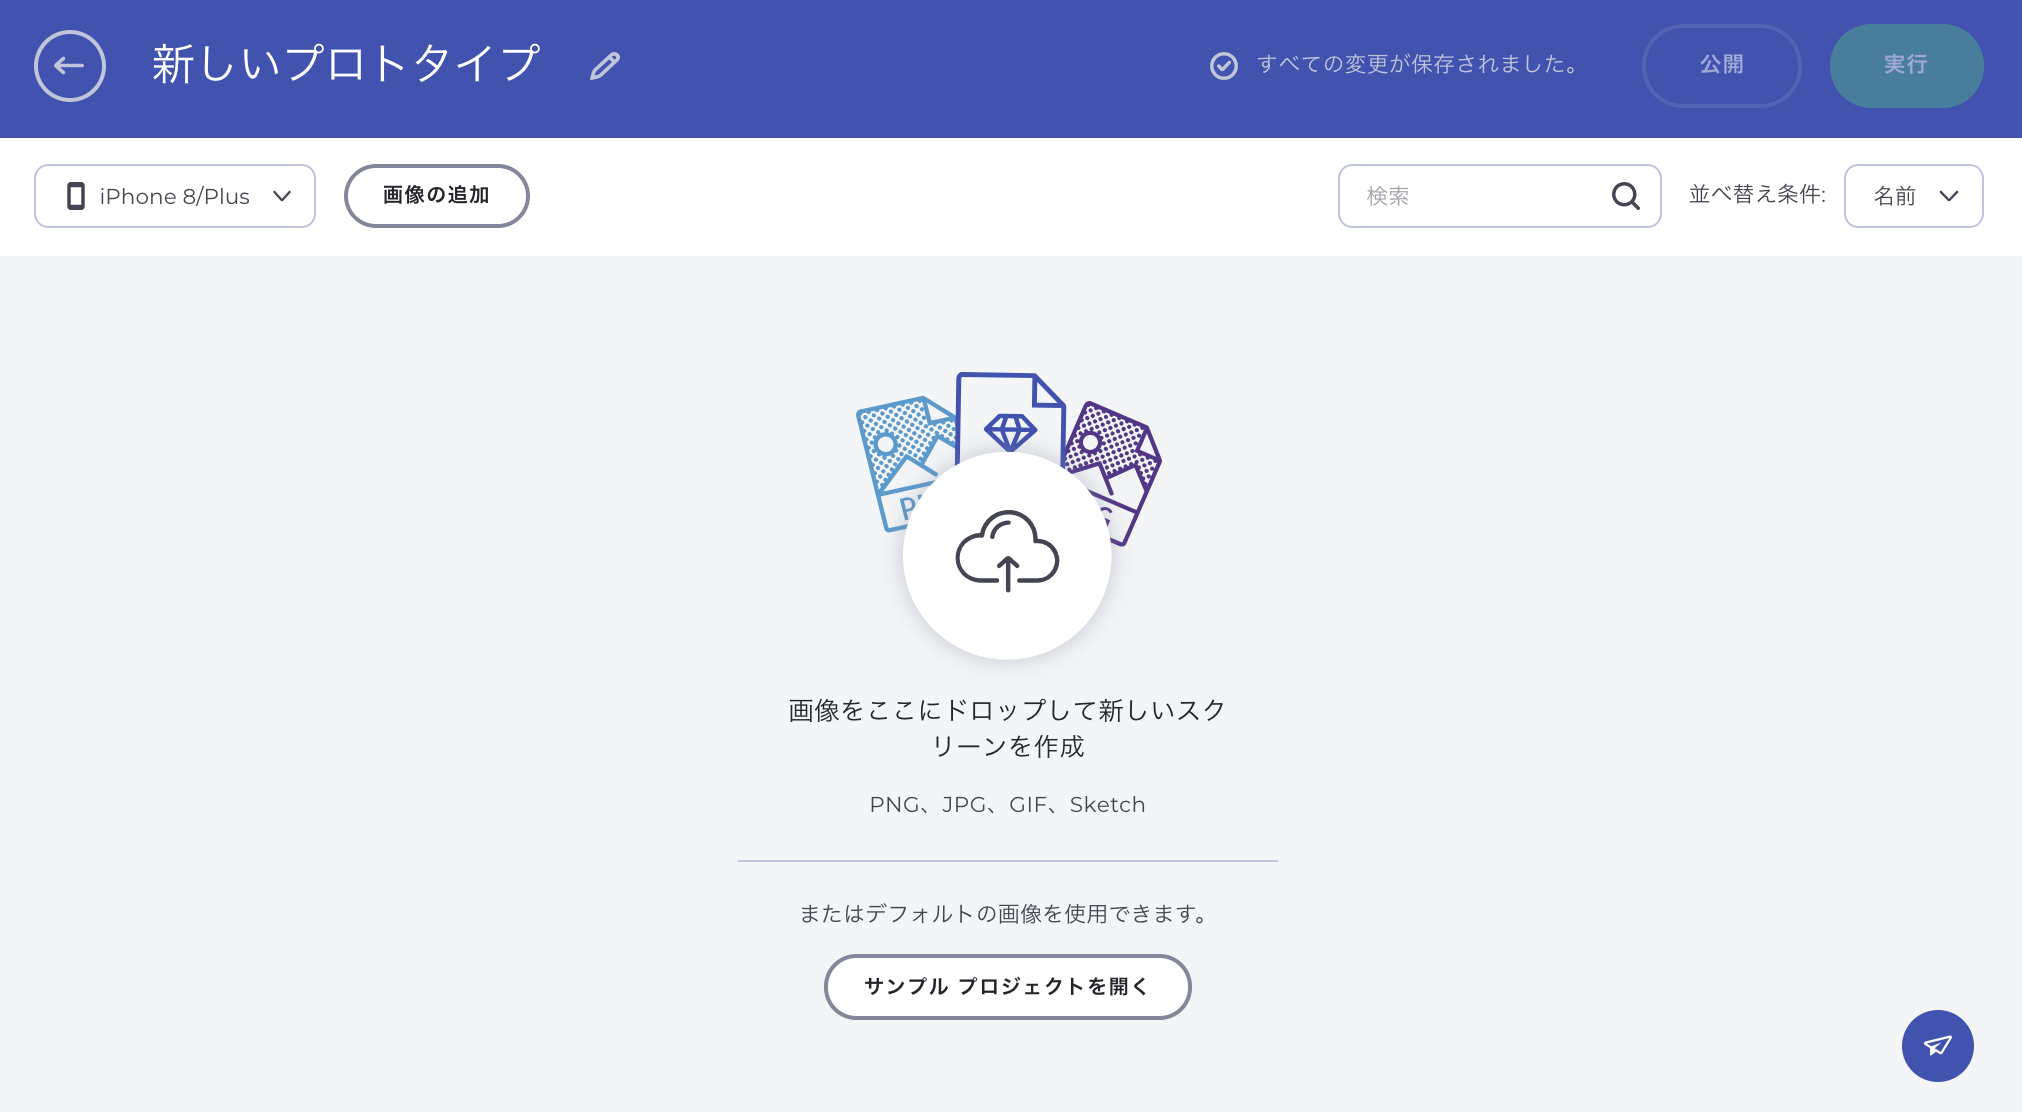 新しいプロトタイプ
すべての変更が保存されました。
公開
実行
iPhone 8/Plus
画像の追加
検索
並べ替え条件:
名前
画像をここにドロップして新しいスク
リーンを作成
PNG、JPG、GIF、Sketch
またはデフォルトの画像を使用できます。
サンプル プロジェクトを開く